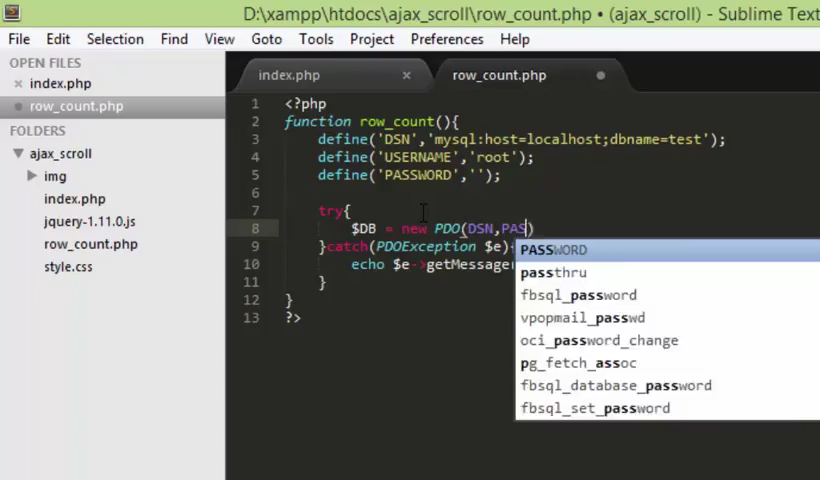 D:\xampp\htdocs\ajax_scroll\row_count.php • (ajax_scroll) - Sublime Text
File Edit Selection Find View Goto Tools Project Preferences Help
OPEN FILES
index.php
row_count.php
FOLDERS
ajax_scroll
img
index.php
jquery-1.11.0.js
row_count.php
style.css
index.php × row_count.php
1 <?php
2 function row_count(){
3 define('DSN','mysql:host=localhost;dbname=test');
4 define('USERNAME','root');
5 define('PASSWORD','');
6
7 try{
8 $DB = new PDO(DSN,PAS)
9 }catch(PDOException $e){
10 echo $e->getMessage
11 }
12 }
13 ?>
PASSWORD
passthru
fbsql_password
vpopmail_passwd
oci_password_change
pg_fetch_assoc
fbsql_database_password
fbsql_set_password